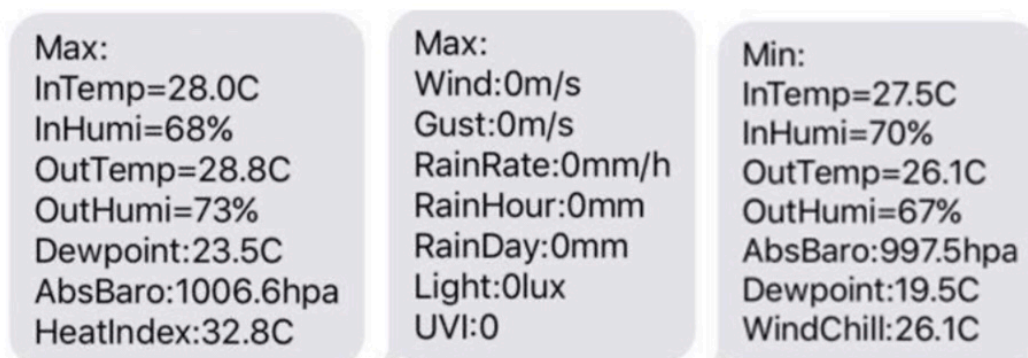 Max:
InTemp=28.0C
InHumi=68%
OutTemp=28.8C
OutHumi=73%
Dewpoint:23.5C
AbsBaro:1006.6hpa
HeatIndex:32.8C
Max:
Wind:0m/s
Gust:0m/s
RainRate:0mm/h
RainHour:0mm
RainDay:0mm
Light:0lux
UVI:0
Min:
InTemp=27.5C
InHumi=70%
OutTemp=26.1C
OutHumi=67%
AbsBaro:997.5hpa
Dewpoint:19.5C
WindChill:26.1C